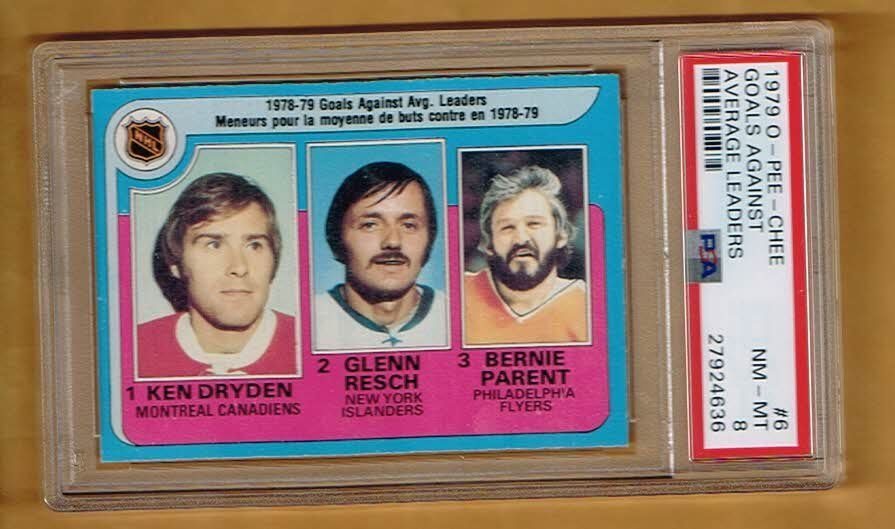 1978-79 Goals Against Avg. Leaders
Meneurs pour la moyenne de buts contre en 1978-79
NHL
1 KEN DRYDEN
MONTREAL CANADIENS
2 GLENN
RESCH
NEW YORK
ISLANDERS
3 BERNIE
PARENT
PHILADELPHIA
FLYERS
1979 O-PEE-CHEE
GOALS AGAINST
AVERAGE LEADERS
#6
NM-MT
8
27924636
PSA